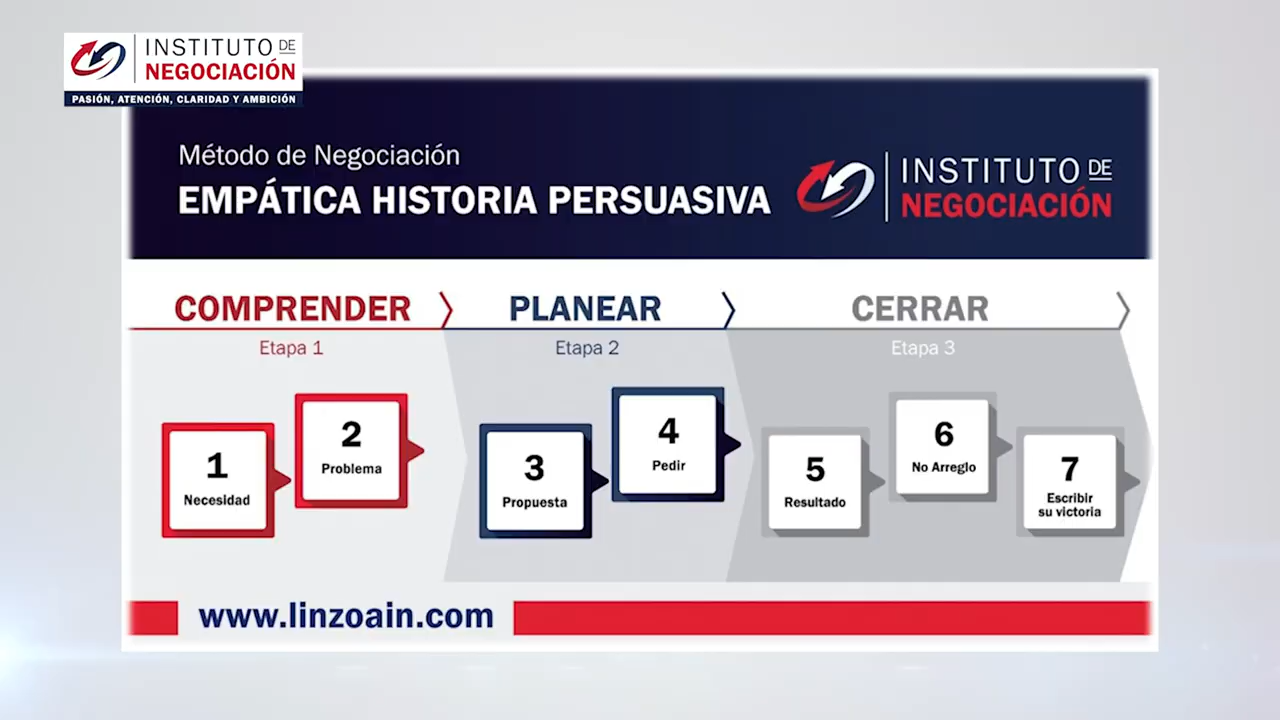 INSTITUTO DE
NEGOCIACIÓN
PASIÓN, ATENCIÓN, CLARIDAD Y AMBICIÓN
Método de Negociación
EMPÁTICA HISTORIA PERSUASIVA
INSTITUTO DE
NEGOCIACIÓN
COMPRENDER
Etapa 1
PLANEAR
Etapa 2
CERRAR
Etapa 3
1
Necesidad
2
Problema
3
Propuesta
4
Pedir
5
Resultado
6
No Arreglo
7
Escribir
su victoria
www.linzoain.com